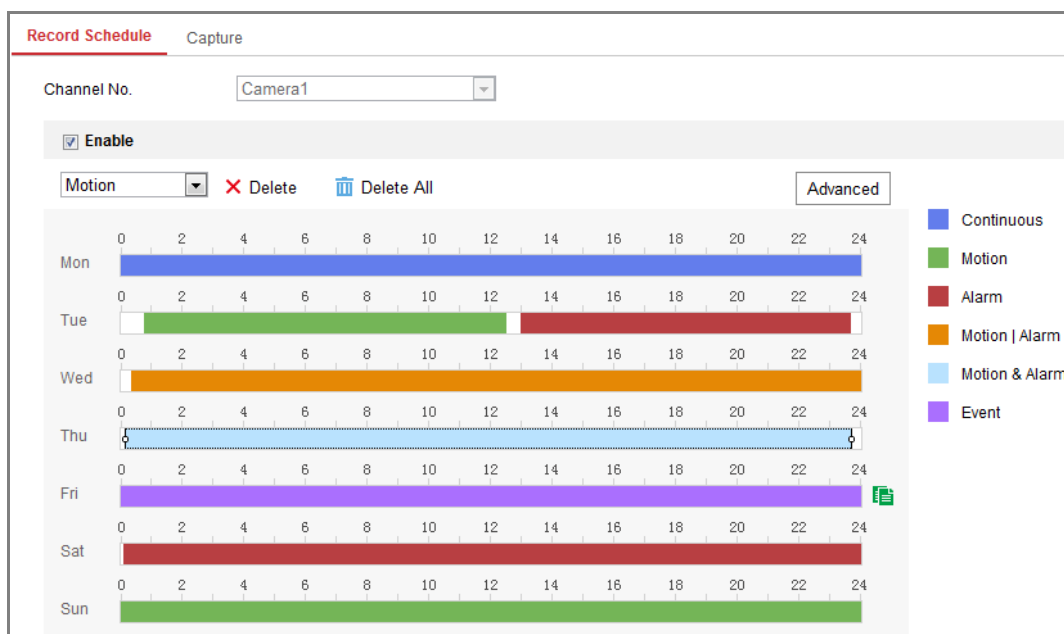 Record Schedule Capture
Channel No. Camera1
Enable
Motion Delete Delete All Advanced
0 2 4 6 8 10 12 14 16 18 20 22 24
Mon
0 2 4 6 8 10 12 14 16 18 20 22 24
Tue
0 2 4 6 8 10 12 14 16 18 20 22 24
Wed
0 2 4 6 8 10 12 14 16 18 20 22 24
Thu
0 2 4 6 8 10 12 14 16 18 20 22 24
Fri
0 2 4 6 8 10 12 14 16 18 20 22 24
Sat
0 2 4 6 8 10 12 14 16 18 20 22 24
Sun
Continuous
Motion
Alarm
Motion | Alarm
Motion & Alarm
Event